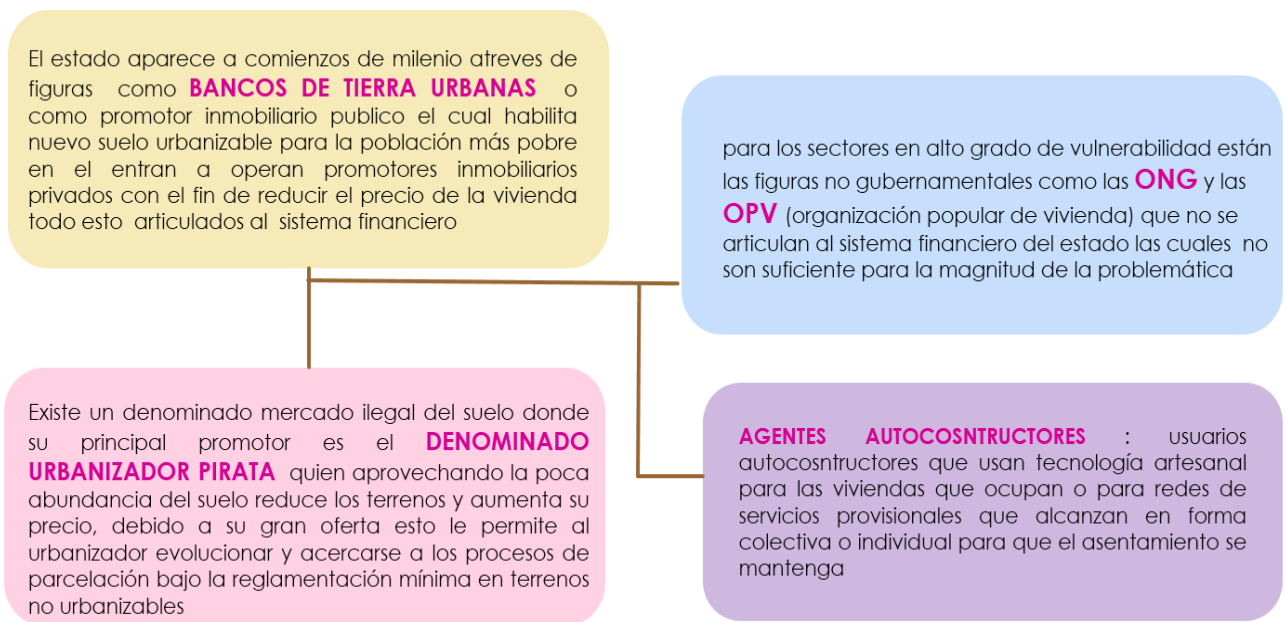 El estado aparece a comienzos de milenio atreves de
figuras como BANCOS DE TIERRA URBANAS o
como promotor inmobiliario publico el cual habilita
nuevo suelo urbanizable para la población más pobre
en el entran a operan promotores inmobiliarios
privados con el fin de reducir el precio de la vivienda
todo esto articulados al sistema financiero
para los sectores en alto grado de vulnerabilidad están
las figuras no gubernamentales como las ONG y las
OPV (organización popular de vivienda) que no se
articulan al sistema financiero del estado las cuales no
son suficiente para la magnitud de la problemática
Existe un denominado mercado ilegal del suelo donde
su principal promotor es el DENOMINADO
URBANIZADOR PIRATA quien aprovechando la poca
abundancia del suelo reduce los terrenos y aumenta su
precio, debido a su gran oferta esto le permite al
urbanizador evolucionar y acercarse a los procesos de
parcelación bajo la reglamentación mínima en terrenos
no urbanizables
AGENTES AUTOCOSNTRUCTORES : usuarios
autocosntructores que usan tecnología artesanal
para las viviendas que ocupan o para redes de
servicios provisionales que alcanzan en forma
colectiva o individual para que el asentamiento se
mantenga